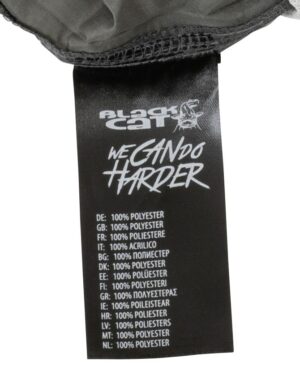 BLACK
CAT
WE CAN DO
HARDER
DE: 100% POLYESTER
GB: 100% POLYESTER
FR: 100% POLIESTERE
IT: 100% ACRILICO
BG: 100% ПОЛИЕСТЕР
DK: 100% POLYESTER
EE: 100% POLÜESTER
FI: 100% POLYESTERI
GR: 100% ΠΟΛΥΕΣΤΕΡΑΣ
IE: 100% POILEISTEAR
HR: 100% POLIESTER
LV: 100% POLIESTERS
MT: 100% POLYESTER
NL: 100% POLYESTER